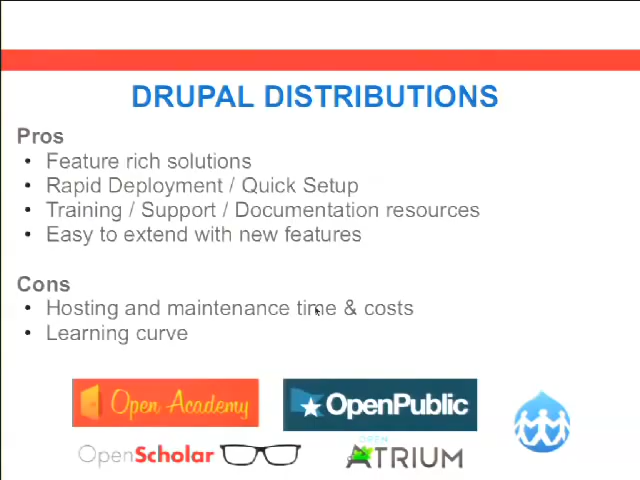 DRUPAL DISTRIBUTIONS
Pros
• Feature rich solutions
• Rapid Deployment / Quick Setup
• Training / Support / Documentation resources
• Easy to extend with new features
Cons
• Hosting and maintenance time & costs
• Learning curve
Open Academy
OpenPublic
OpenScholar
OPEN
ATRIUM